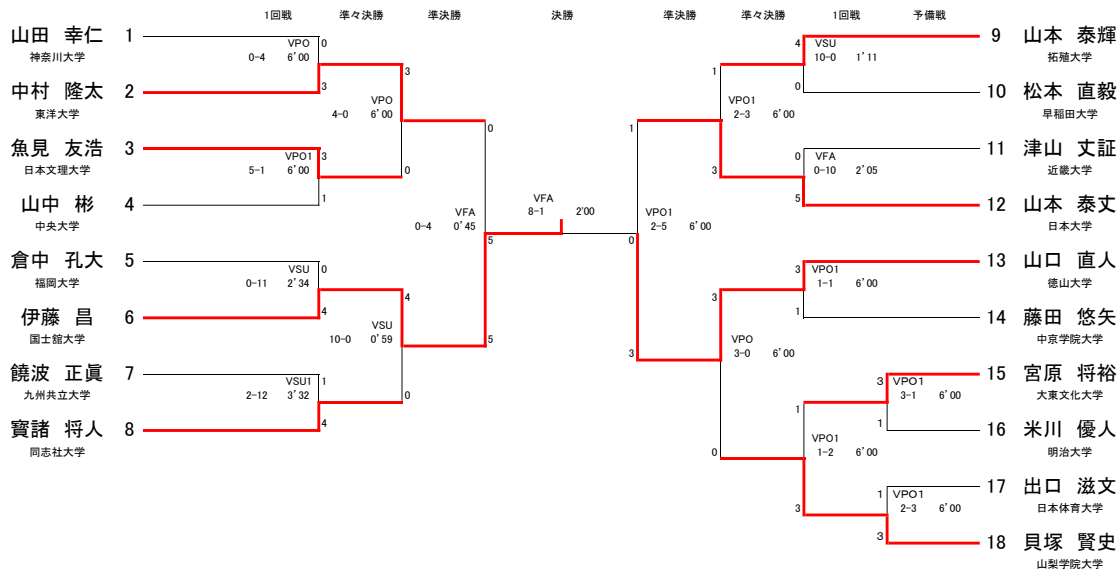 1回戦 準々決勝 準決勝 決勝 準決勝 準々決勝 1回戦 予備戦
山田 幸仁 1
神奈川大学
VPO 0
0-4 6'00
中村 隆太 2
東洋大学
3
VPO 3
4-0 6'00
魚見 友浩 3
日本文理大学
VPO1 3
5-1 6'00
0
山中 彬 4
中央大学
1
0
VFA
0-4 0'45
5
倉中 孔大 5
福岡大学
VSU 0
0-11 2'34
伊藤 昌 6
国士舘大学
4
4
VSU
10-0 0'59
5
饒波 正眞 7
九州共立大学
VSU1 1
2-12 3'32
0
寳諸 将人 8
同志社大学
4
VFA
8-1 2'00
9 山本 泰輝
拓殖大学
4 VSU
10-0 1'11
10 松本 直毅
早稲田大学
0
1
VPO1
2-3 6'00
11 津山 丈証
近畿大学
0 VFA
0-10 2'05
12 山本 泰丈
日本大学
5
3
1
VPO1
2-5 6'00
0
13 山口 直人
徳山大学
3 VPO1
1-1 6'00
14 藤田 悠矢
中京学院大学
1
3
VPO
3-0 6'00
3
15 宮原 将裕
大東文化大学
3 VPO1
3-1 6'00
16 米川 優人
明治大学
1
1
VPO1
1-2 6'00
0
17 出口 滋文
日本体育大学
1 VPO1
2-3 6'00
3
18 貝塚 賢史
山梨学院大学
3